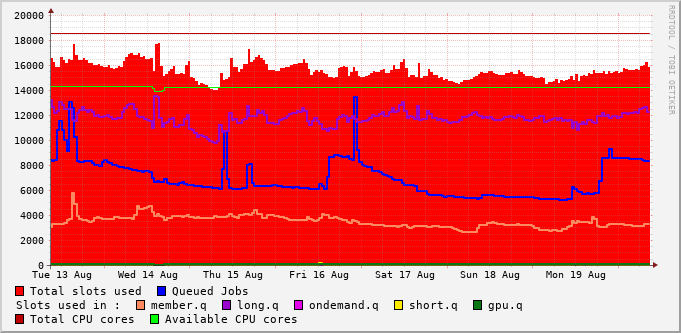 RRDTOOL / TOBI OETIKER
20000
18000
16000
14000
12000
10000
8000
6000
4000
2000
0
Tue 13 Aug Wed 14 Aug Thu 15 Aug Fri 16 Aug Sat 17 Aug Sun 18 Aug Mon 19 Aug
Total slots used Queued Jobs
Slots used in : member.q long.q ondemand.q short.q gpu.q
Total CPU cores Available CPU cores